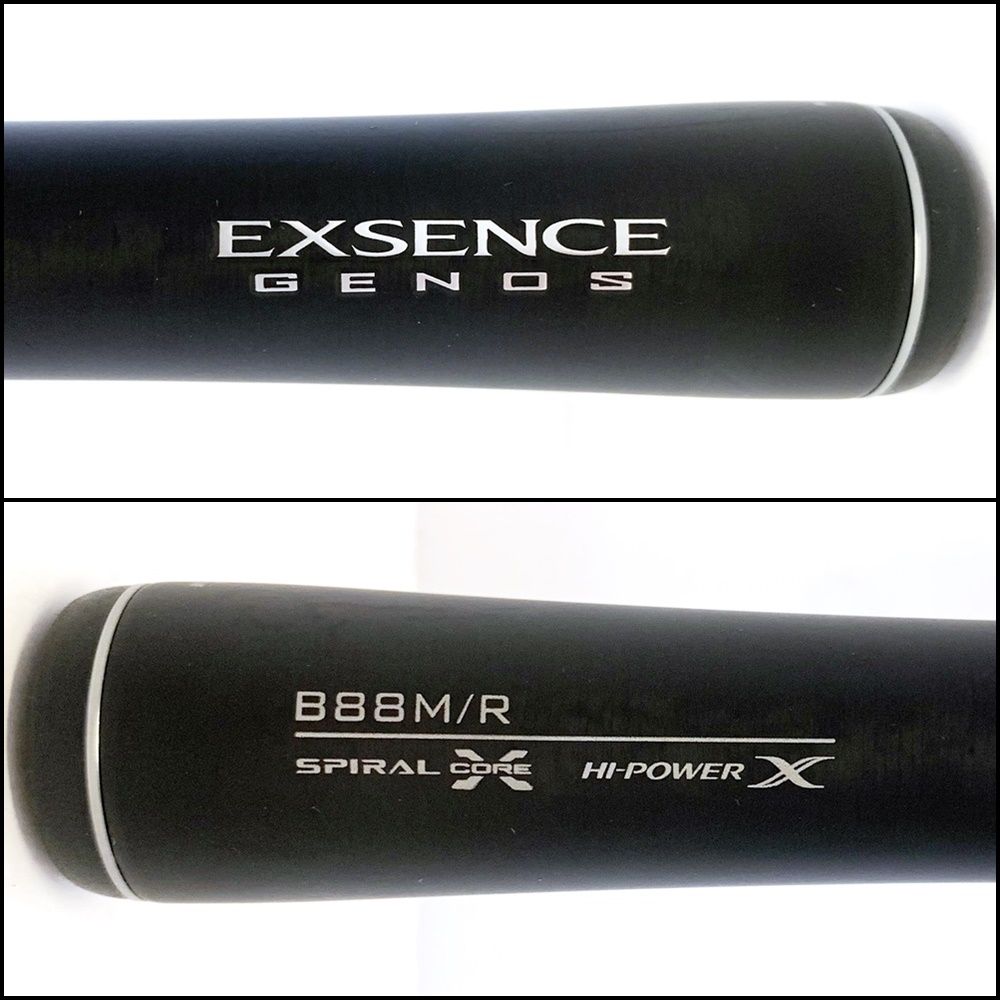 EXSENCE
GENOS
B88M/R
SPIRAL CORE X HI-POWER X